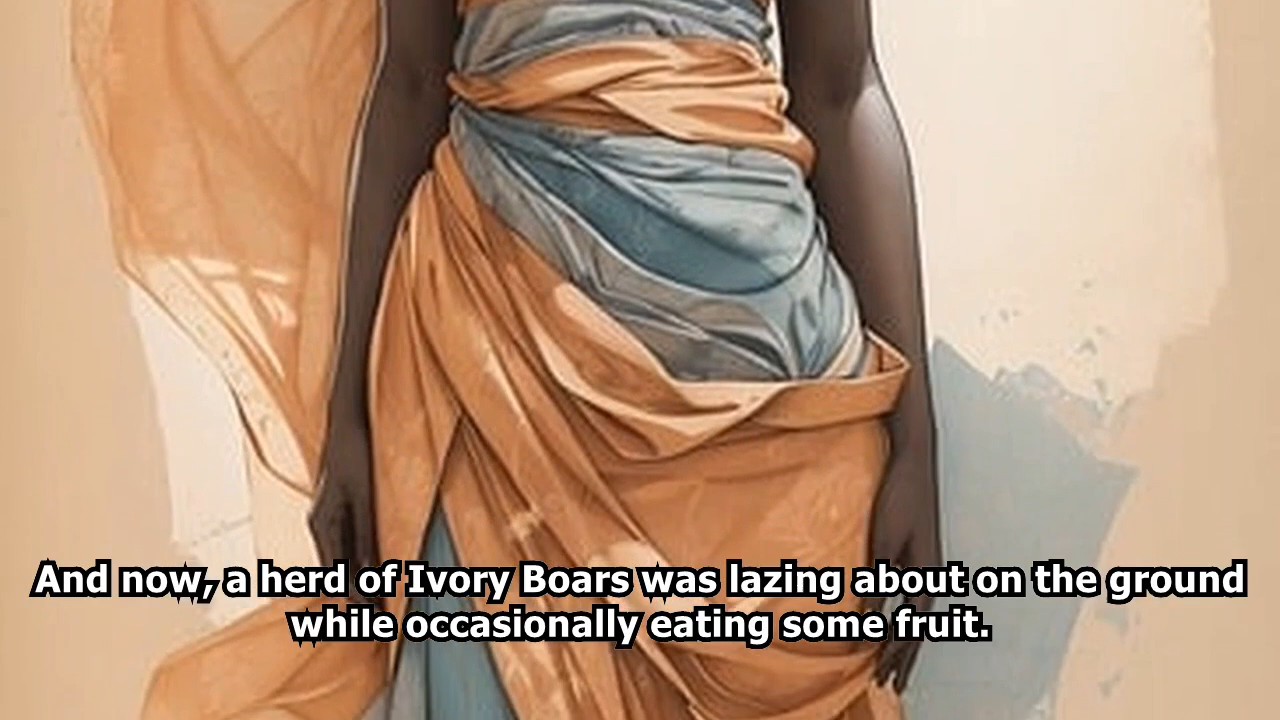 And now, a herd of Ivory Boars was lazing about on the ground
while occasionally eating some fruit.